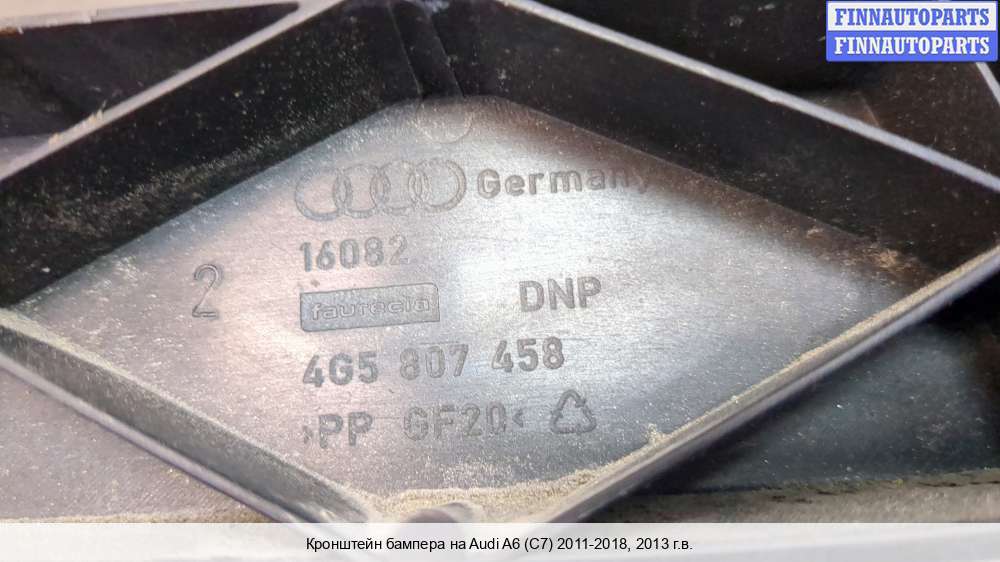 FINNAUTOPARTS
FINNAUTOPARTS
Germany
16082
2
faurecia DNP
4G5 807 458
>PP GF20<
Кронштейн бампера на Audi A6 (C7) 2011-2018, 2013 г.в.